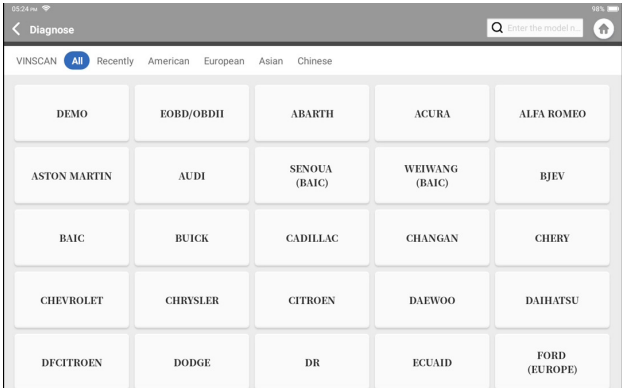 05:24 PM 98%
Diagnose Enter the model n...
VINSCAN All Recently American European Asian Chinese
DEMO EOBD/OBDII ABARTH ACURA ALFA ROMEO
ASTON MARTIN AUDI SENOUA WEIWANG BJEV
(BAIC) (BAIC)
BAIC BUICK CADILLAC CHANGAN CHERY
CHEVROLET CHRYSLER CITROEN DAEWOO DAIHATSU
DFCITROEN DODGE DR ECUAID FORD
(EUROPE)